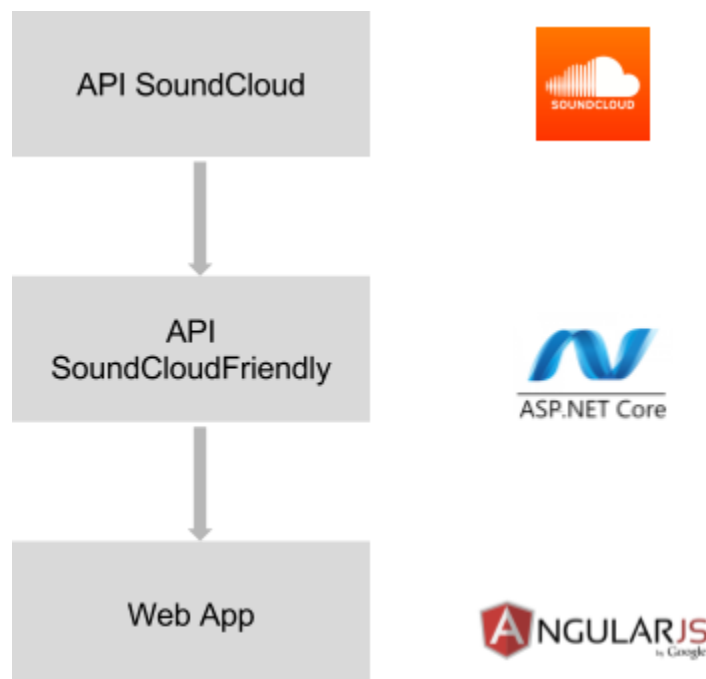 API SoundCloud
SOUNDCLOUD
API
SoundCloudFriendly
ASP.NET Core
Web App
ANGULARJS
by Google